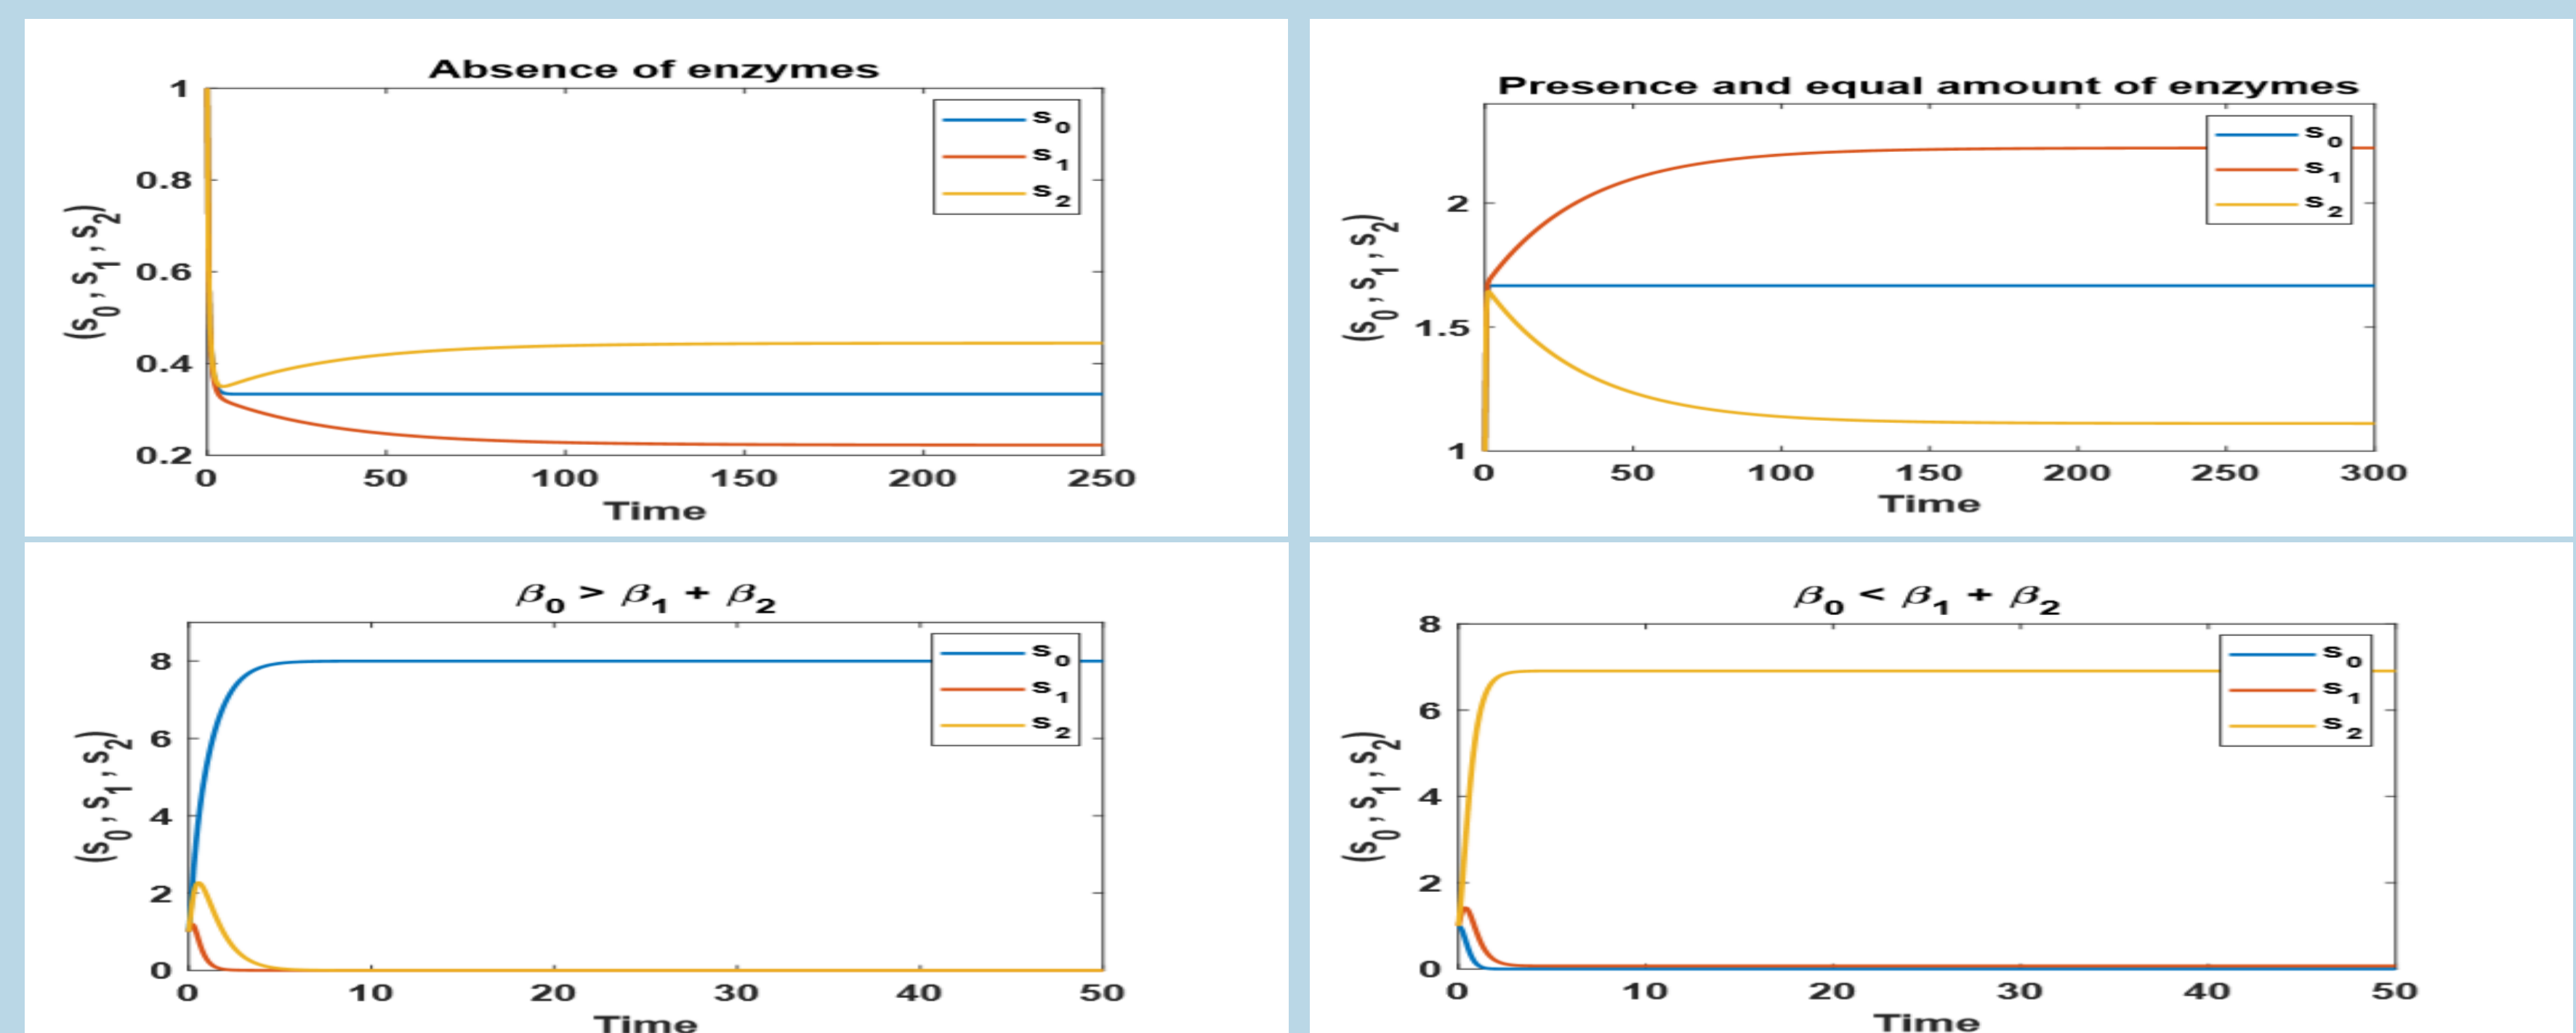 Absence of enzymes
1
0.8
0.6
0.4
0.2
(s0, s1, s2)
s0
s1
s2
0 50 100 150 200 250
Time
Presence and equal amount of enzymes
2
1.5
1
(s0, s1, s2)
s0
s1
s2
0 50 100 150 200 250 300
Time
β0 > β1 + β2
8
6
4
2
0
(s0, s1, s2)
s0
s1
s2
0 10 20 30 40 50
Time
β0 < β1 + β2
8
6
4
2
0
(s0, s1, s2)
s0
s1
s2
0 10 20 30 40 50
Time